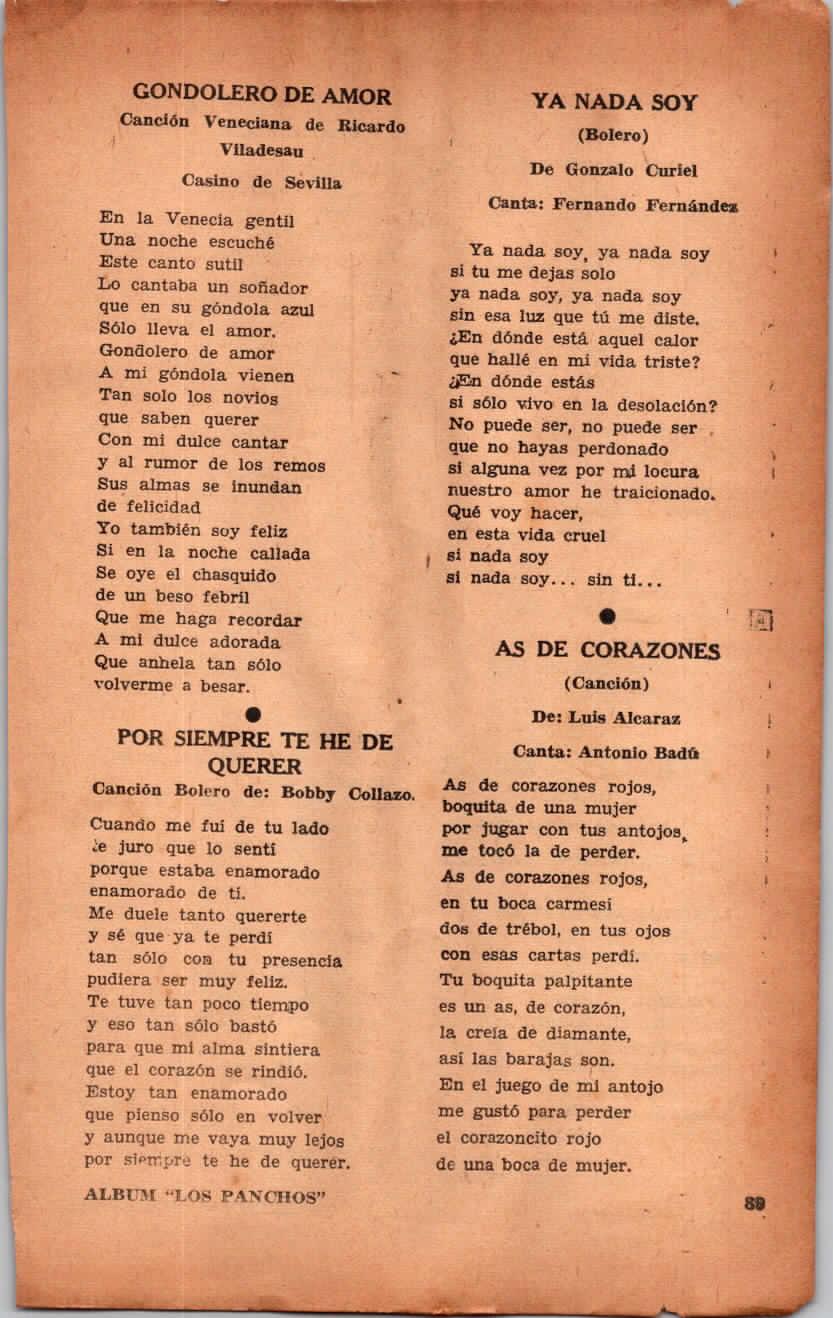 GONDOLERO DE AMOR
Canción Veneciana de Ricardo
Viladesau
Casino de Sevilla
En la Venecia gentil
Una noche escuché
Este canto sutil
Lo cantaba un soñador
que en su góndola azul
Sólo lleva el amor.
Gondolero de amor
A mi góndola vienen
Tan solo los novios
que saben querer
Con mi dulce cantar
y al rumor de los remos
Sus almas se inundan
de felicidad
Yo también soy feliz
Si en la noche callada
Se oye el chasquido
de un beso febril
Que me haga recordar
A mi dulce adorada
Que anhela tan sólo
volverme a besar.
POR SIEMPRE TE HE DE
QUERER
Canción Bolero de: Bobby Collazo.
Cuando me fui de tu lado
te juro que lo sentí
porque estaba enamorado
enamorado de ti.
Me duele tanto quererte
y sé que ya te perdí
tan sólo con tu presencia
pudiera ser muy feliz.
Te tuve tan poco tiempo
y eso tan sólo bastó
para que mi alma sintiera
que el corazón se rindió.
Estoy tan enamorado
que pienso sólo en volver
y aunque me vaya muy lejos
por siempre te he de querer.
ALBUM "LOS PANCHOS"
YA NADA SOY
(Bolero)
De Gonzalo Curiel
Canta: Fernando Fernández
Ya nada soy, ya nada soy
si tu me dejas solo
ya nada soy, ya nada soy
sin esa luz que tú me diste.
¿En dónde está aquel calor
que hallé en mi vida triste?
¿En dónde estás
si sólo vivo en la desolación?
No puede ser, no puede ser
que no hayas perdonado
si alguna vez por mi locura
nuestro amor he traicionado.
Qué voy hacer,
en esta vida cruel
si nada soy
si nada soy... sin ti...
AS DE CORAZONES
(Canción)
De: Luis Alcaraz
Canta: Antonio Badú
As de corazones rojos,
boquita de una mujer
por jugar con tus antojos,
me tocó la de perder.
As de corazones rojos,
en tu boca carmesí
dos de trébol, en tus ojos
con esas cartas perdí.
Tu boquita palpitante
es un as, de corazón,
la creía de diamante,
así las barajas son.
En el juego de mi antojo
me gustó para perder
el corazoncito rojo
de una boca de mujer.